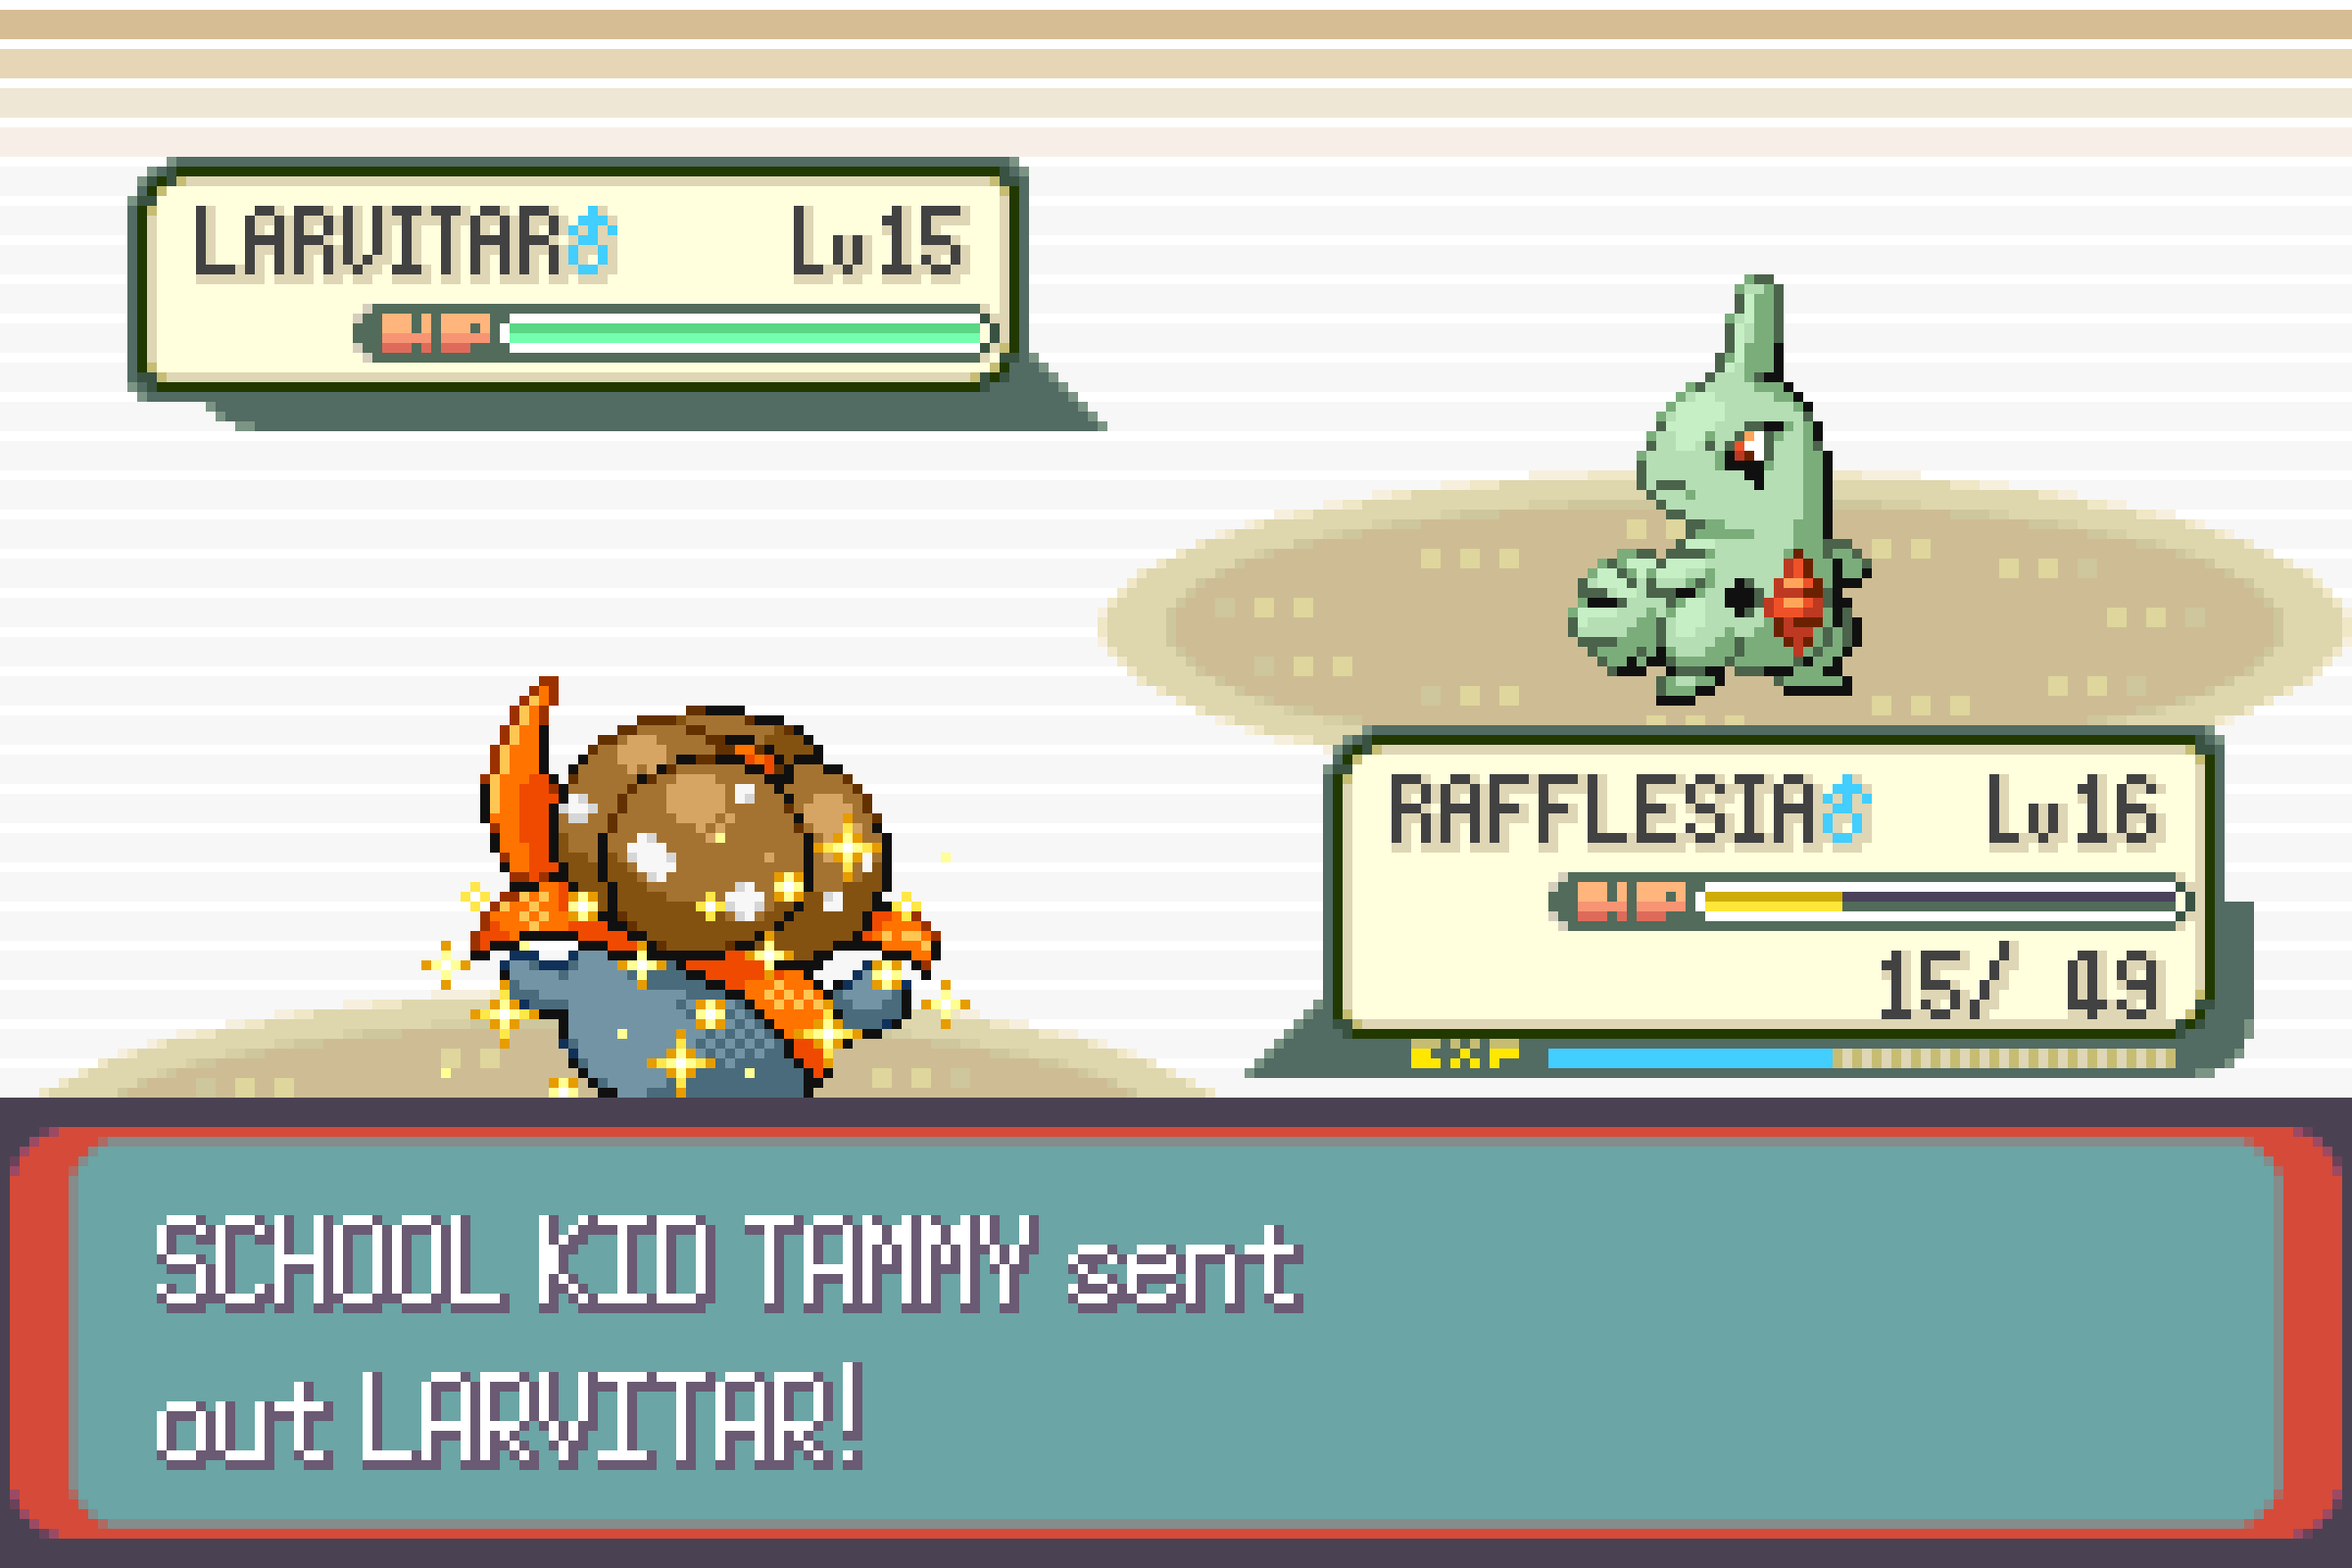 LARVITAR♂ Lv15
HP
RAFFLESIA♂ Lv16
HP
15/ 49
EXP
SCHOOL KID TAMMY sent
out LARVITAR!